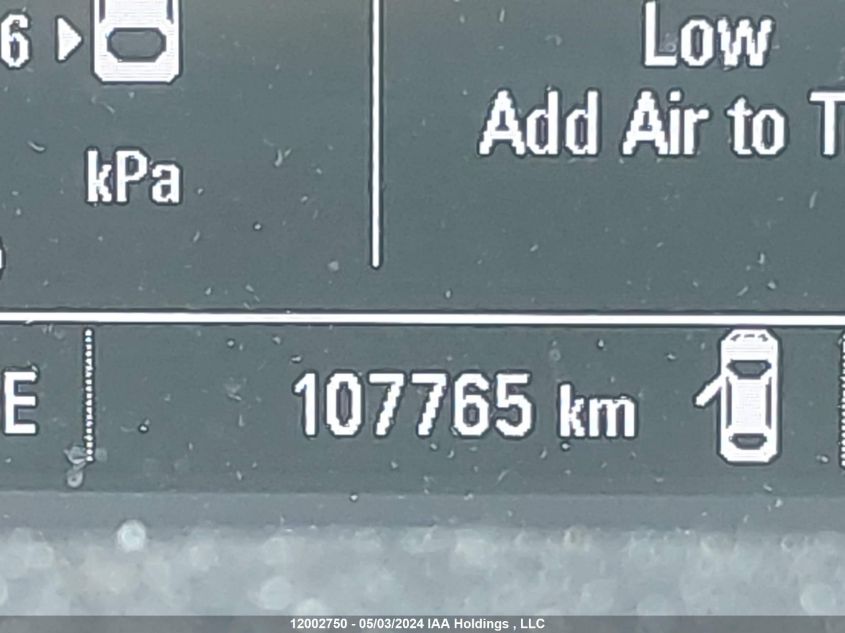 6
kPa
Low
Add Air to T
E
107765 km
12002750 - 05/03/2024 IAA Holdings , LLC